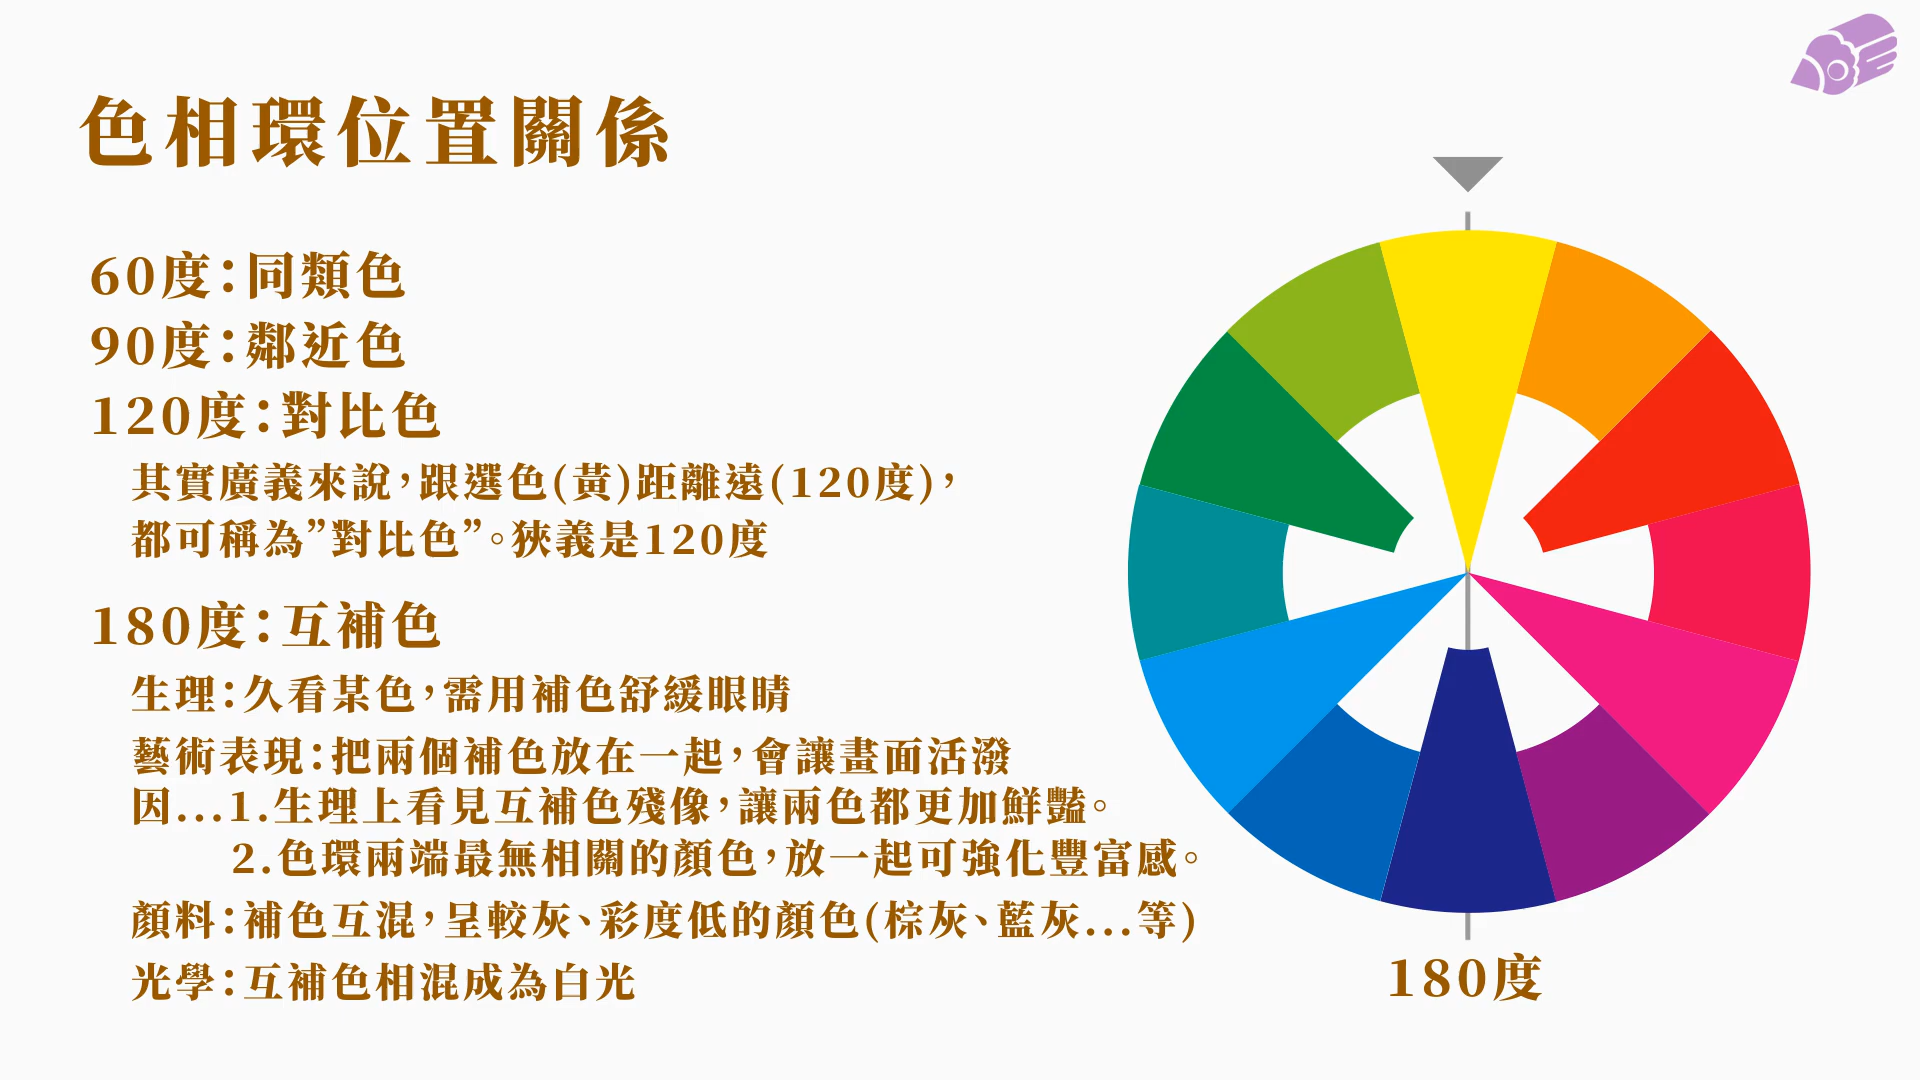 色相環位置關係
60度：同類色
90度：鄰近色
120度：對比色
其實廣義來說，跟選色(黃)距離遠(120度)，
都可稱為”對比色”。狹義是120度
180度：互補色
生理：久看某色，需用補色舒緩眼睛
藝術表現：把兩個補色放在一起，會讓畫面活潑
因...1.生理上看見互補色殘像，讓兩色都更加鮮豔。
2.色環兩端最無相關的顏色，放一起可強化豐富感。
顏料：補色互混，呈較灰、彩度低的顏色(棕灰、藍灰...等)
光學：互補色相混成為白光
180度